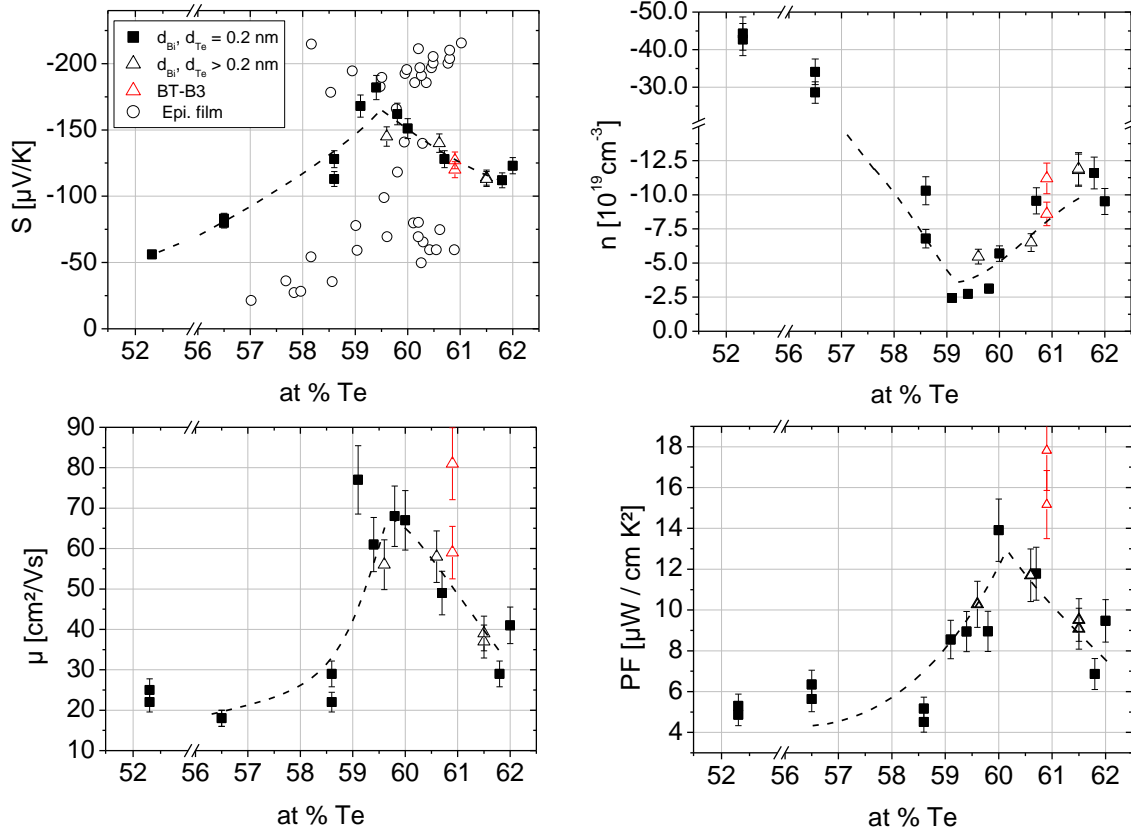 -200
-150
-100
-50
0
S [µV/K]
d_Bi, d_Te = 0.2 nm
d_Bi, d_Te > 0.2 nm
BT-B3
Epi. film
52 56 58 59 60 61 62
at % Te
-50.0
-40.0
-30.0
-12.5
-10.0
-7.5
-5.0
-2.5
0.0
n [10^19 cm^-3]
52 56 58 59 60 61 62
at % Te
90
80
70
60
50
40
30
20
10
µ [cm²/Vs]
52 56 58 59 60 61 62
at % Te
18
16
14
12
10
8
6
4
PF [µW / cm K²]
52 56 58 59 60 61 62
at % Te